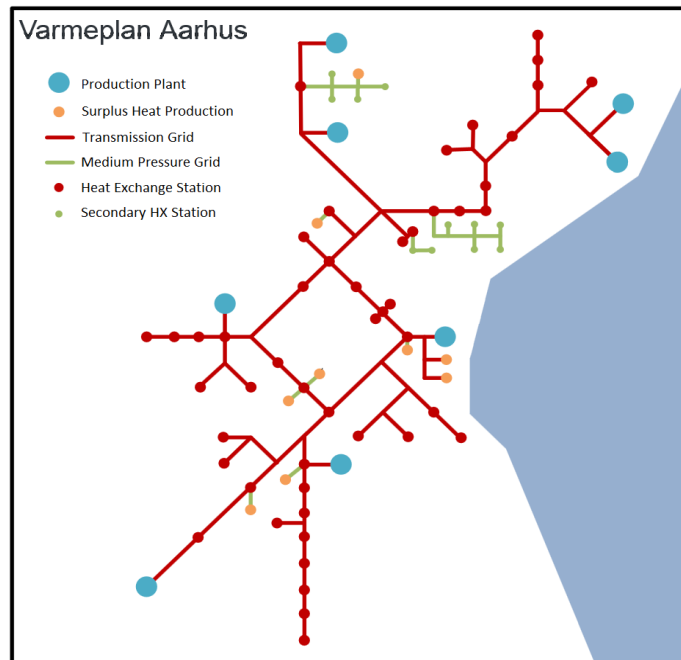 Varmeplan Aarhus
Production Plant
Surplus Heat Production
Transmission Grid
Medium Pressure Grid
Heat Exchange Station
Secondary HX Station